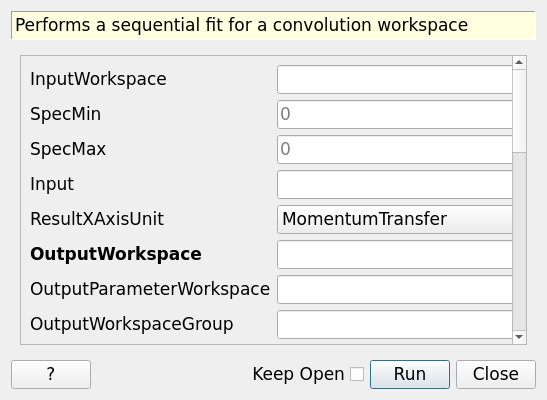 Performs a sequential fit for a convolution workspace
InputWorkspace
SpecMin 0
SpecMax 0
Input
ResultXAxisUnit MomentumTransfer
OutputWorkspace
OutputParameterWorkspace
OutputWorkspaceGroup
? Keep Open Run Close